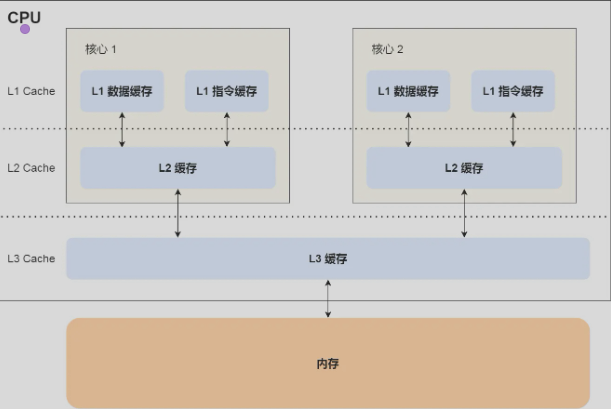 CPU
核心 1
核心 2
L1 Cache
L1 数据缓存
L1 指令缓存
L1 数据缓存
L1 指令缓存
L2 Cache
L2 缓存
L2 缓存
L3 Cache
L3 缓存
内存